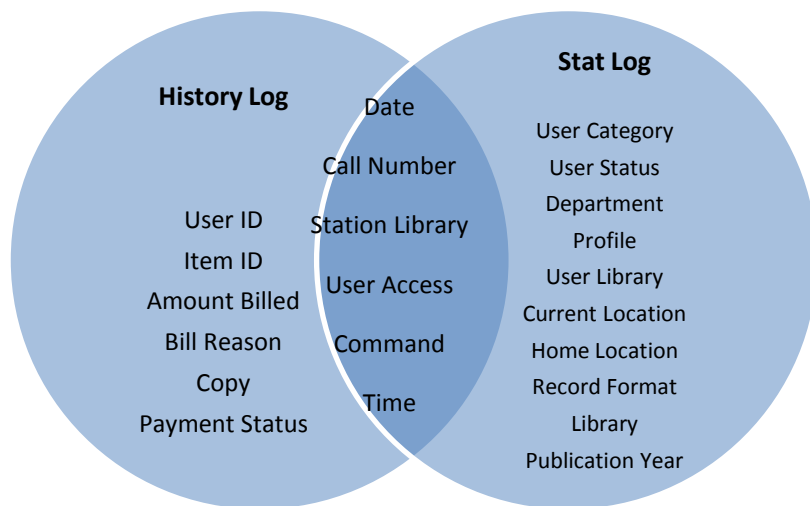 History Log
User ID
Item ID
Amount Billed
Bill Reason
Copy
Payment Status
Date
Call Number
Station Library
User Access
Command
Time
Stat Log
User Category
User Status
Department
Profile
User Library
Current Location
Home Location
Record Format
Library
Publication Year